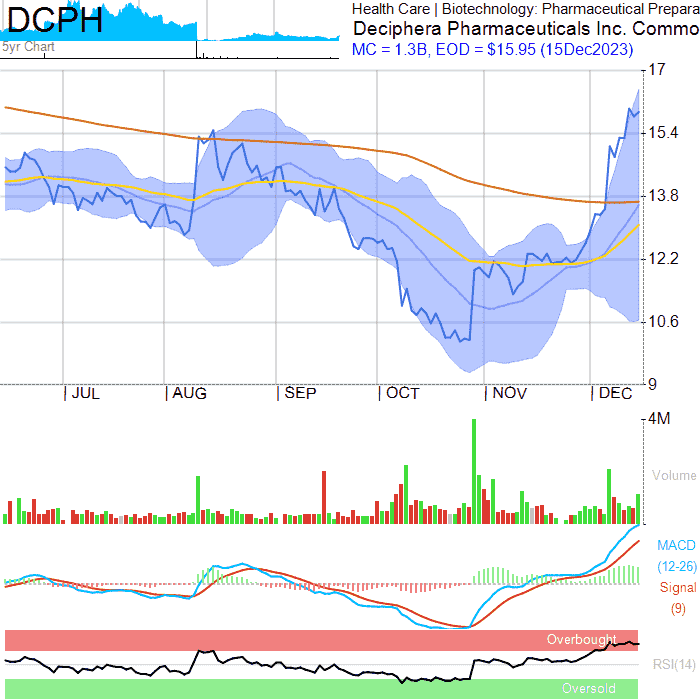 DCPH
5yr Chart
Health Care | Biotechnology: Pharmaceutical Prepara
Deciphera Pharmaceuticals Inc. Commo
MC = 1.3B, EOD = $15.95 (15Dec2023)
17
15.4
13.8
12.2
10.6
9
| JUL | AUG | SEP | OCT | NOV | DEC
4M
Volume
MACD
(12-26)
Signal
(9)
Overbought
RSI(14)
Oversold